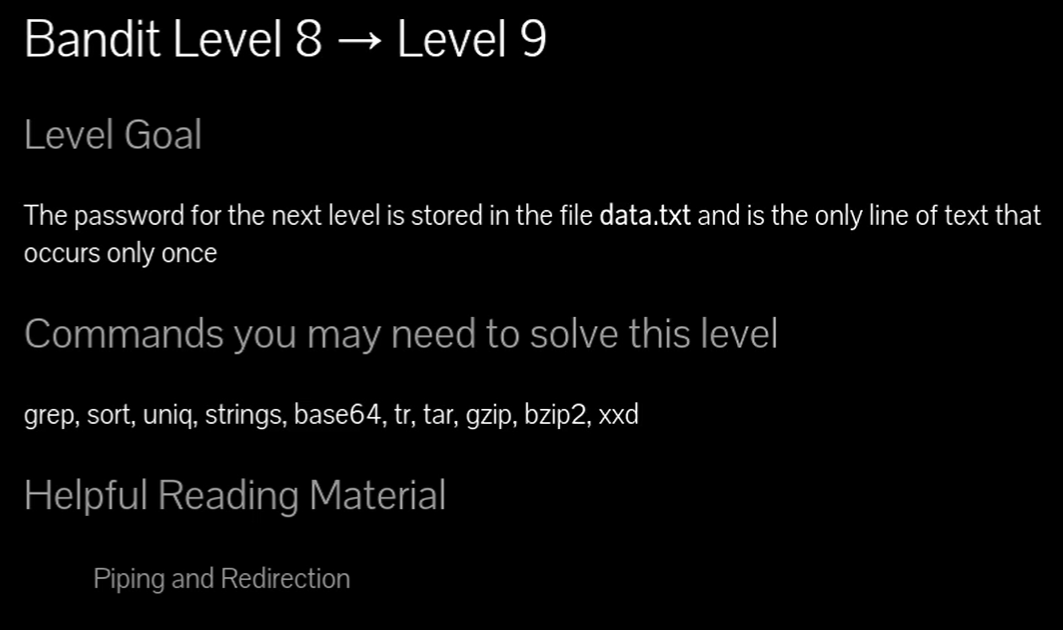 Bandit Level 8 → Level 9
Level Goal
The password for the next level is stored in the file data.txt and is the only line of text that
occurs only once
Commands you may need to solve this level
grep, sort, uniq, strings, base64, tr, tar, gzip, bzip2, xxd
Helpful Reading Material
Piping and Redirection